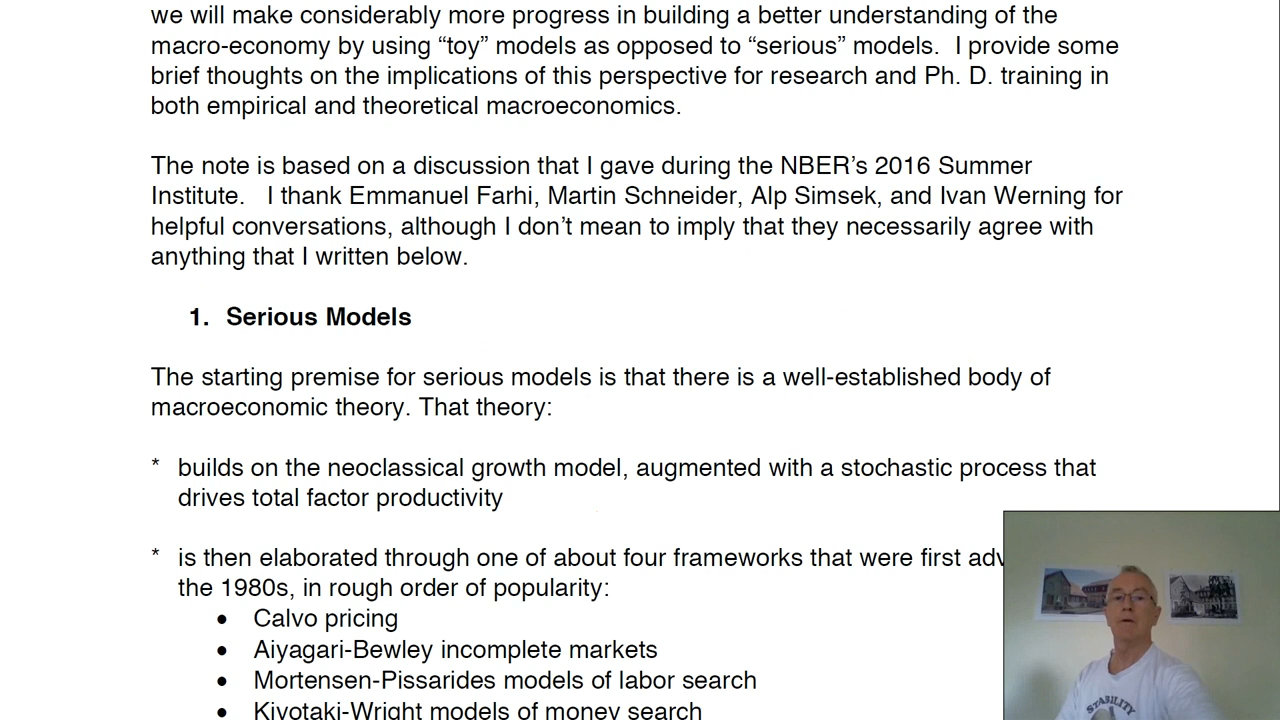 we will make considerably more progress in building a better understanding of the
macro-economy by using “toy” models as opposed to “serious” models.  I provide some
brief thoughts on the implications of this perspective for research and Ph. D. training in
both empirical and theoretical macroeconomics.
The note is based on a discussion that I gave during the NBER’s 2016 Summer
Institute.   I thank Emmanuel Farhi, Martin Schneider, Alp Simsek, and Ivan Werning for
helpful conversations, although I don’t mean to imply that they necessarily agree with
anything that I written below.
1. Serious Models
The starting premise for serious models is that there is a well-established body of
macroeconomic theory. That theory:
* builds on the neoclassical growth model, augmented with a stochastic process that
drives total factor productivity
* is then elaborated through one of about four frameworks that were first
the 1980s, in rough order of popularity:
• Calvo pricing
• Aiyagari-Bewley incomplete markets
• Mortensen-Pissarides models of labor search
• Kiyotaki-Wright models of money search
STABILITY